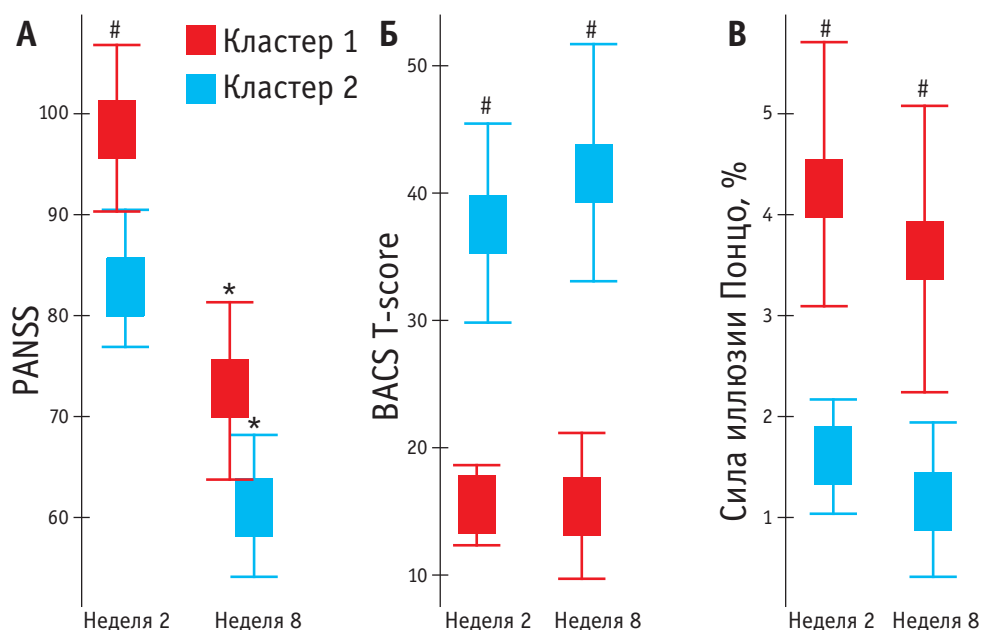 А
#
Кластер 1
Кластер 2
PANSS
100
90
80
70
60
*
*
Неделя 2
Неделя 8
Б
#
#
BACS T-score
50
40
30
20
10
Неделя 2
Неделя 8
В
#
#
Сила иллюзии Понцо, %
5
4
3
2
1
Неделя 2
Неделя 8